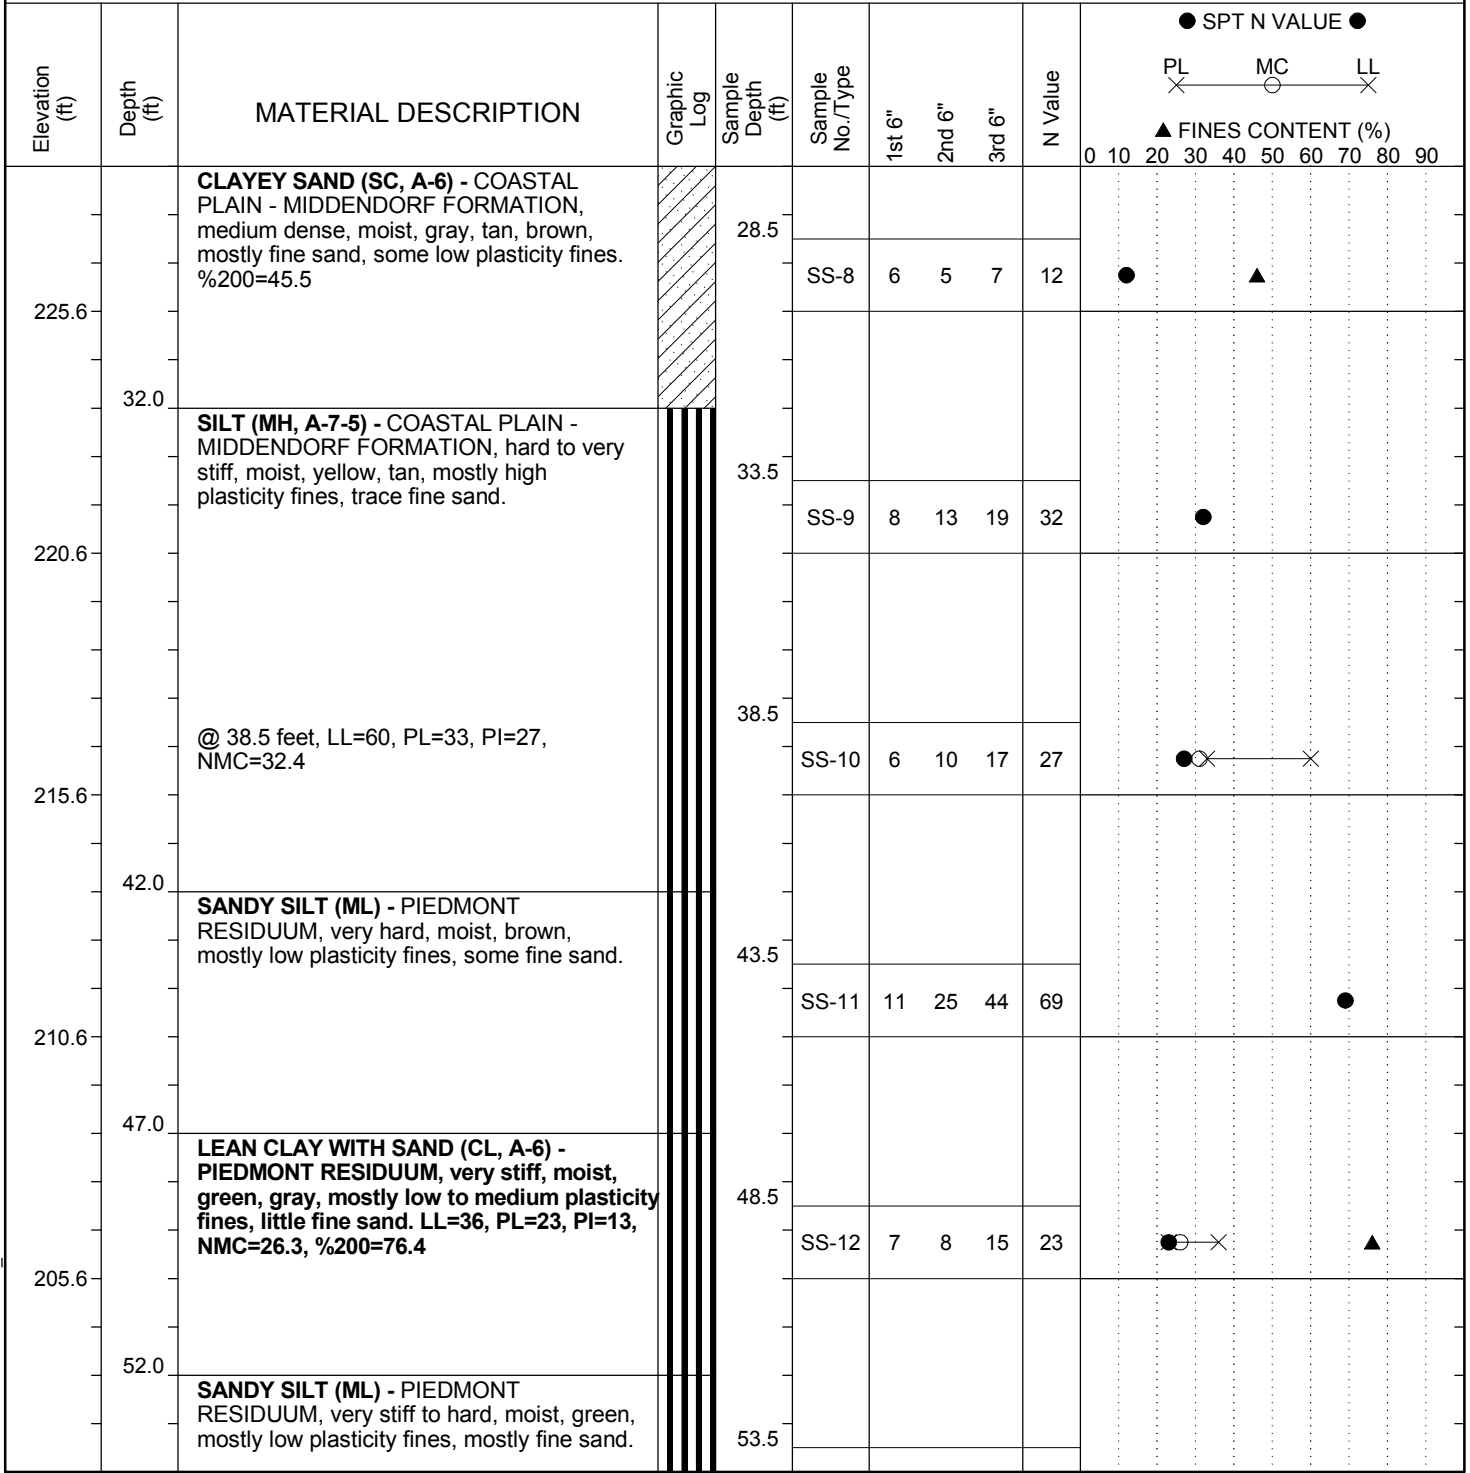 ● SPT N VALUE ●
PL MC LL
▲ FINES CONTENT (%)
0 10 20 30 40 50 60 70 80 90
Elevation (ft)
Depth (ft)
MATERIAL DESCRIPTION
Graphic Log
Sample Depth (ft)
Sample No./Type
1st 6"
2nd 6"
3rd 6"
N Value
CLAYEY SAND (SC, A-6) - COASTAL
PLAIN - MIDDENDORF FORMATION,
medium dense, moist, gray, tan, brown,
mostly fine sand, some low plasticity fines.
%200=45.5
28.5
SS-8 6 5 7 12
225.6
32.0
SILT (MH, A-7-5) - COASTAL PLAIN -
MIDDENDORF FORMATION, hard to very
stiff, moist, yellow, tan, mostly high
plasticity fines, trace fine sand.
33.5
SS-9 8 13 19 32
220.6
38.5
@ 38.5 feet, LL=60, PL=33, PI=27,
NMC=32.4
SS-10 6 10 17 27
215.6
42.0
SANDY SILT (ML) - PIEDMONT
RESIDUUM, very hard, moist, brown,
mostly low plasticity fines, some fine sand.
43.5
SS-11 11 25 44 69
210.6
47.0
LEAN CLAY WITH SAND (CL, A-6) -
PIEDMONT RESIDUUM, very stiff, moist,
green, gray, mostly low to medium plasticity
fines, little fine sand. LL=36, PL=23, PI=13,
NMC=26.3, %200=76.4
48.5
SS-12 7 8 15 23
205.6
52.0
SANDY SILT (ML) - PIEDMONT
RESIDUUM, very stiff to hard, moist, green,
mostly low plasticity fines, mostly fine sand.
53.5